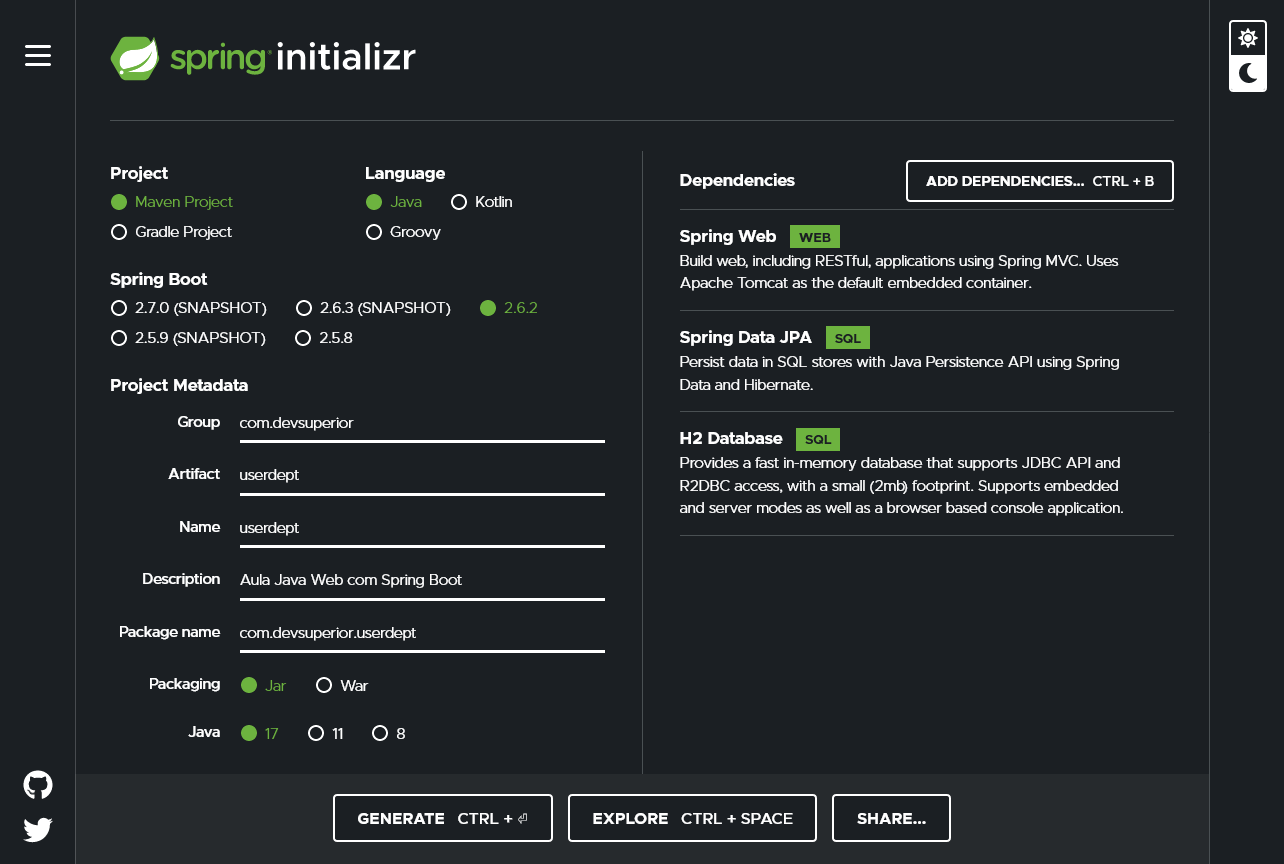 spring initializr
Project
Maven Project
Gradle Project
Language
Java Kotlin
Groovy
Spring Boot
2.7.0 (SNAPSHOT) 2.6.3 (SNAPSHOT) 2.6.2
2.5.9 (SNAPSHOT) 2.5.8
Project Metadata
Group com.devsuperior
Artifact userdept
Name userdept
Description Aula Java Web com Spring Boot
Package name com.devsuperior.userdept
Packaging Jar War
Java 17 11 8
Dependencies ADD DEPENDENCIES... CTRL + B
Spring Web WEB
Build web, including RESTful, applications using Spring MVC. Uses
Apache Tomcat as the default embedded container.
Spring Data JPA SQL
Persist data in SQL stores with Java Persistence API using Spring
Data and Hibernate.
H2 Database SQL
Provides a fast in-memory database that supports JDBC API and
R2DBC access, with a small (2mb) footprint. Supports embedded
and server modes as well as a browser based console application.
GENERATE CTRL + ⏎ EXPLORE CTRL + SPACE SHARE...